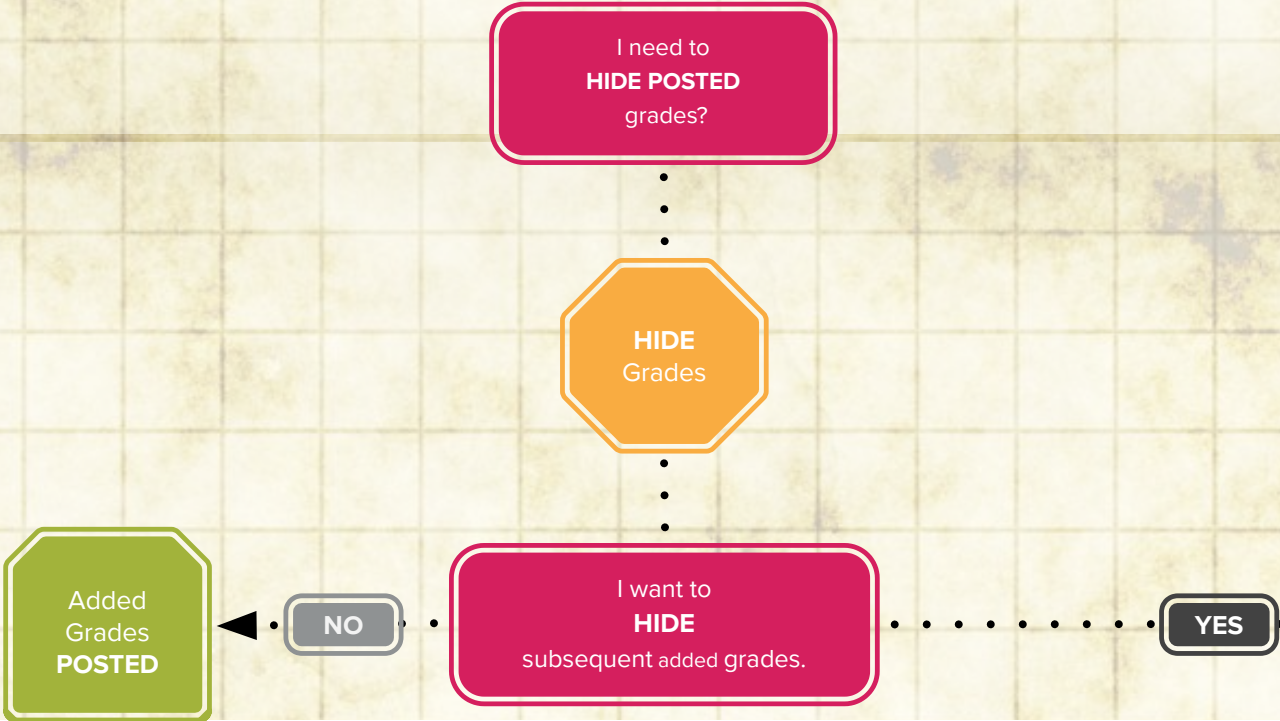 I need to
HIDE POSTED
grades?
HIDE
Grades
I want to
HIDE
subsequent added grades.
Added
Grades
POSTED
NO
YES